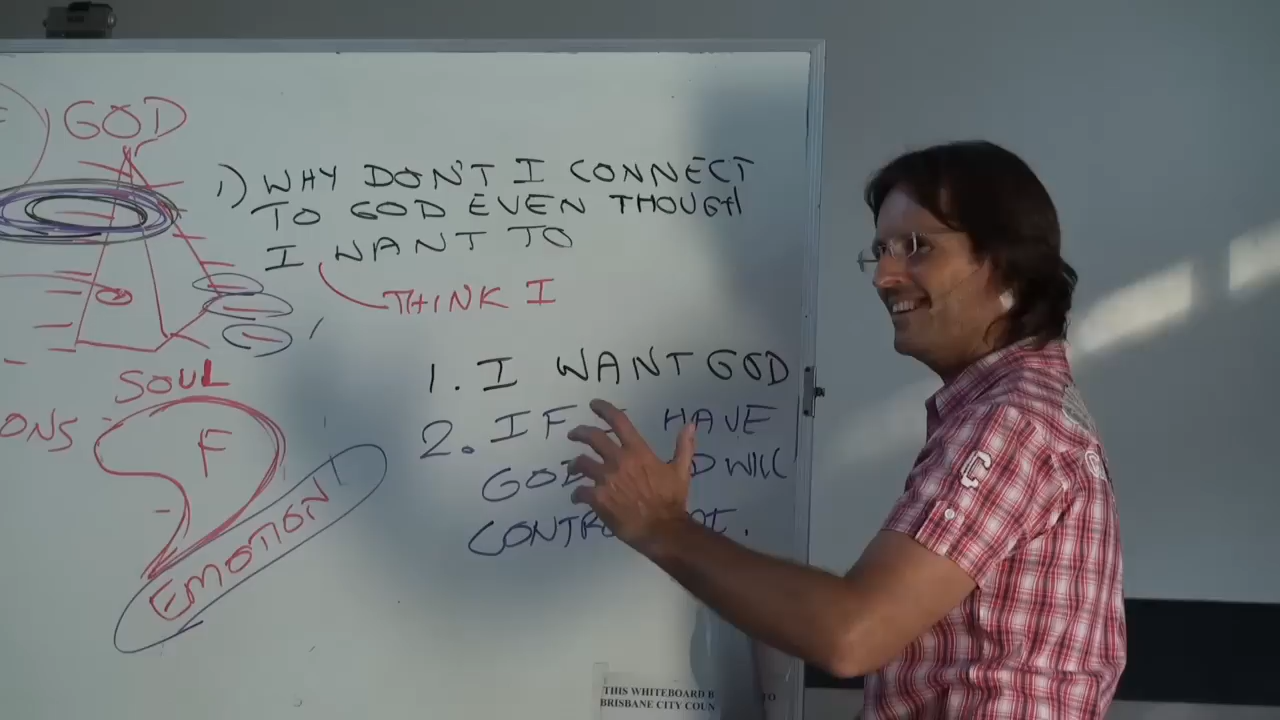 GOD
1) WHY DON'T I CONNECT
TO GOD EVEN THOUGH
I WANT TO
THINK I
1. I WANT GOD
2. IF I HAVE
GOD WILL
SOUL
F
ONS
EMOTION
C
THIS WHITEBOARD B TO
BRISBANE CITY COUN